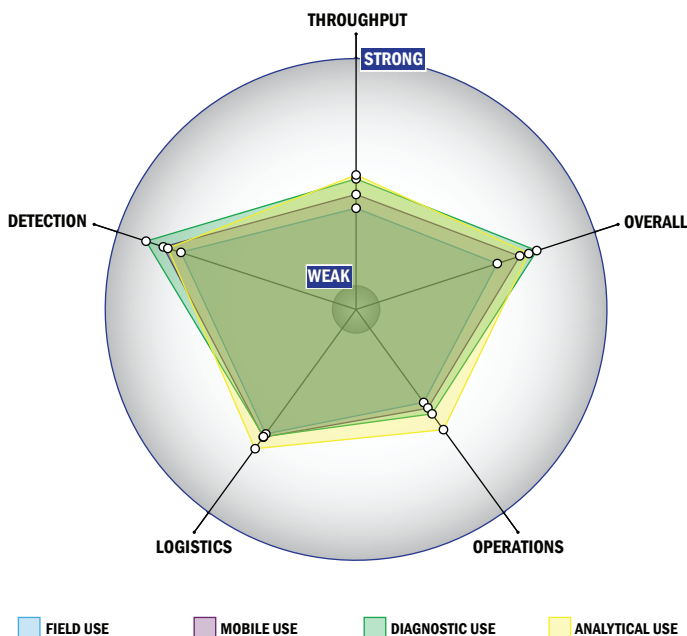 THROUGHPUT
STRONG
DETECTION
OVERALL
WEAK
LOGISTICS
OPERATIONS
FIELD USE
MOBILE USE
DIAGNOSTIC USE
ANALYTICAL USE